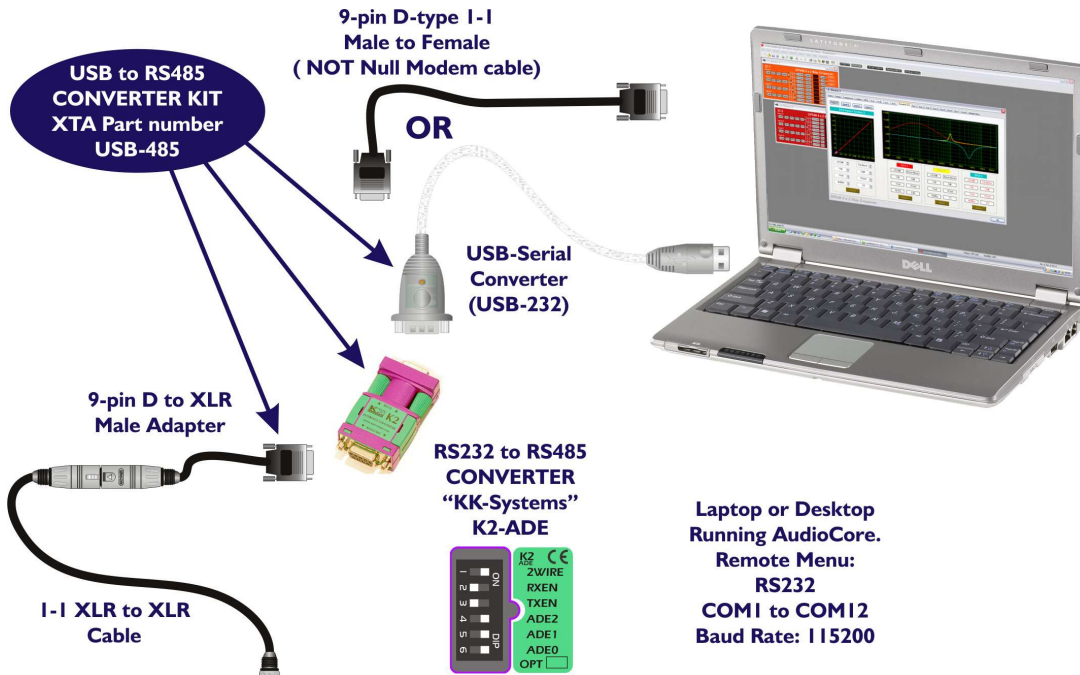 9-pin D-type 1-1
Male to Female
( NOT Null Modem cable)
USB to RS485
CONVERTER KIT
XTA Part number
USB-485
OR
LATITUDE
USB-Serial
Converter
(USB-232)
DELL
9-pin D to XLR
Male Adapter
K2
RS232 to RS485
CONVERTER
“KK-Systems”
K2-ADE
1-1 XLR to XLR
Cable
ON
1
2
3
4
5
6
DIP
K2 CE
ADE
2WIRE
RXEN
TXEN
ADE2
ADE1
ADE0
OPT
Laptop or Desktop
Running AudioCore.
Remote Menu:
RS232
COM1 to COM12
Baud Rate: 115200